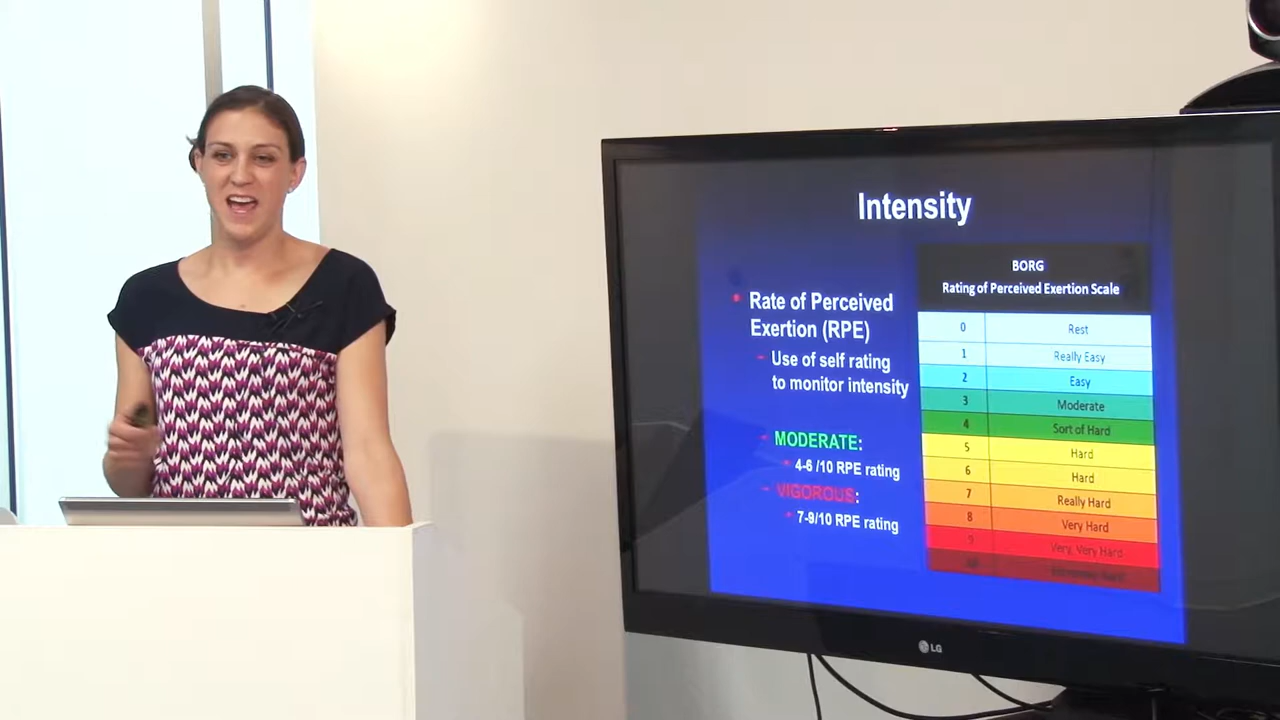 Intensity
Rate of Perceived
Exertion (RPE)
Use of self rating
to monitor intensity
MODERATE:
4-6 /10 RPE rating
VIGOROUS:
7-9/10 RPE rating
BORG
Rating of Perceived Exertion Scale
0 Rest
1 Really Easy
2 Easy
3 Moderate
4 Sort of Hard
5 Hard
6 Hard
7 Really Hard
8 Very Hard
9 Very, Very Hard
LG